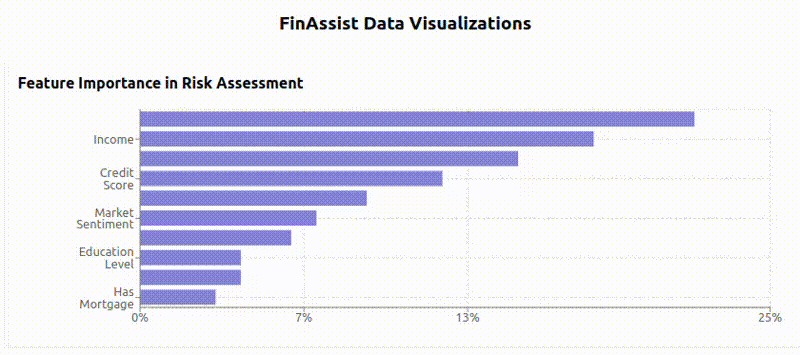 FinAssist Data Visualizations
Feature Importance in Risk Assessment
Income
Credit
Score
Market
Sentiment
Education
Level
Has
Mortgage
0%
7%
13%
25%